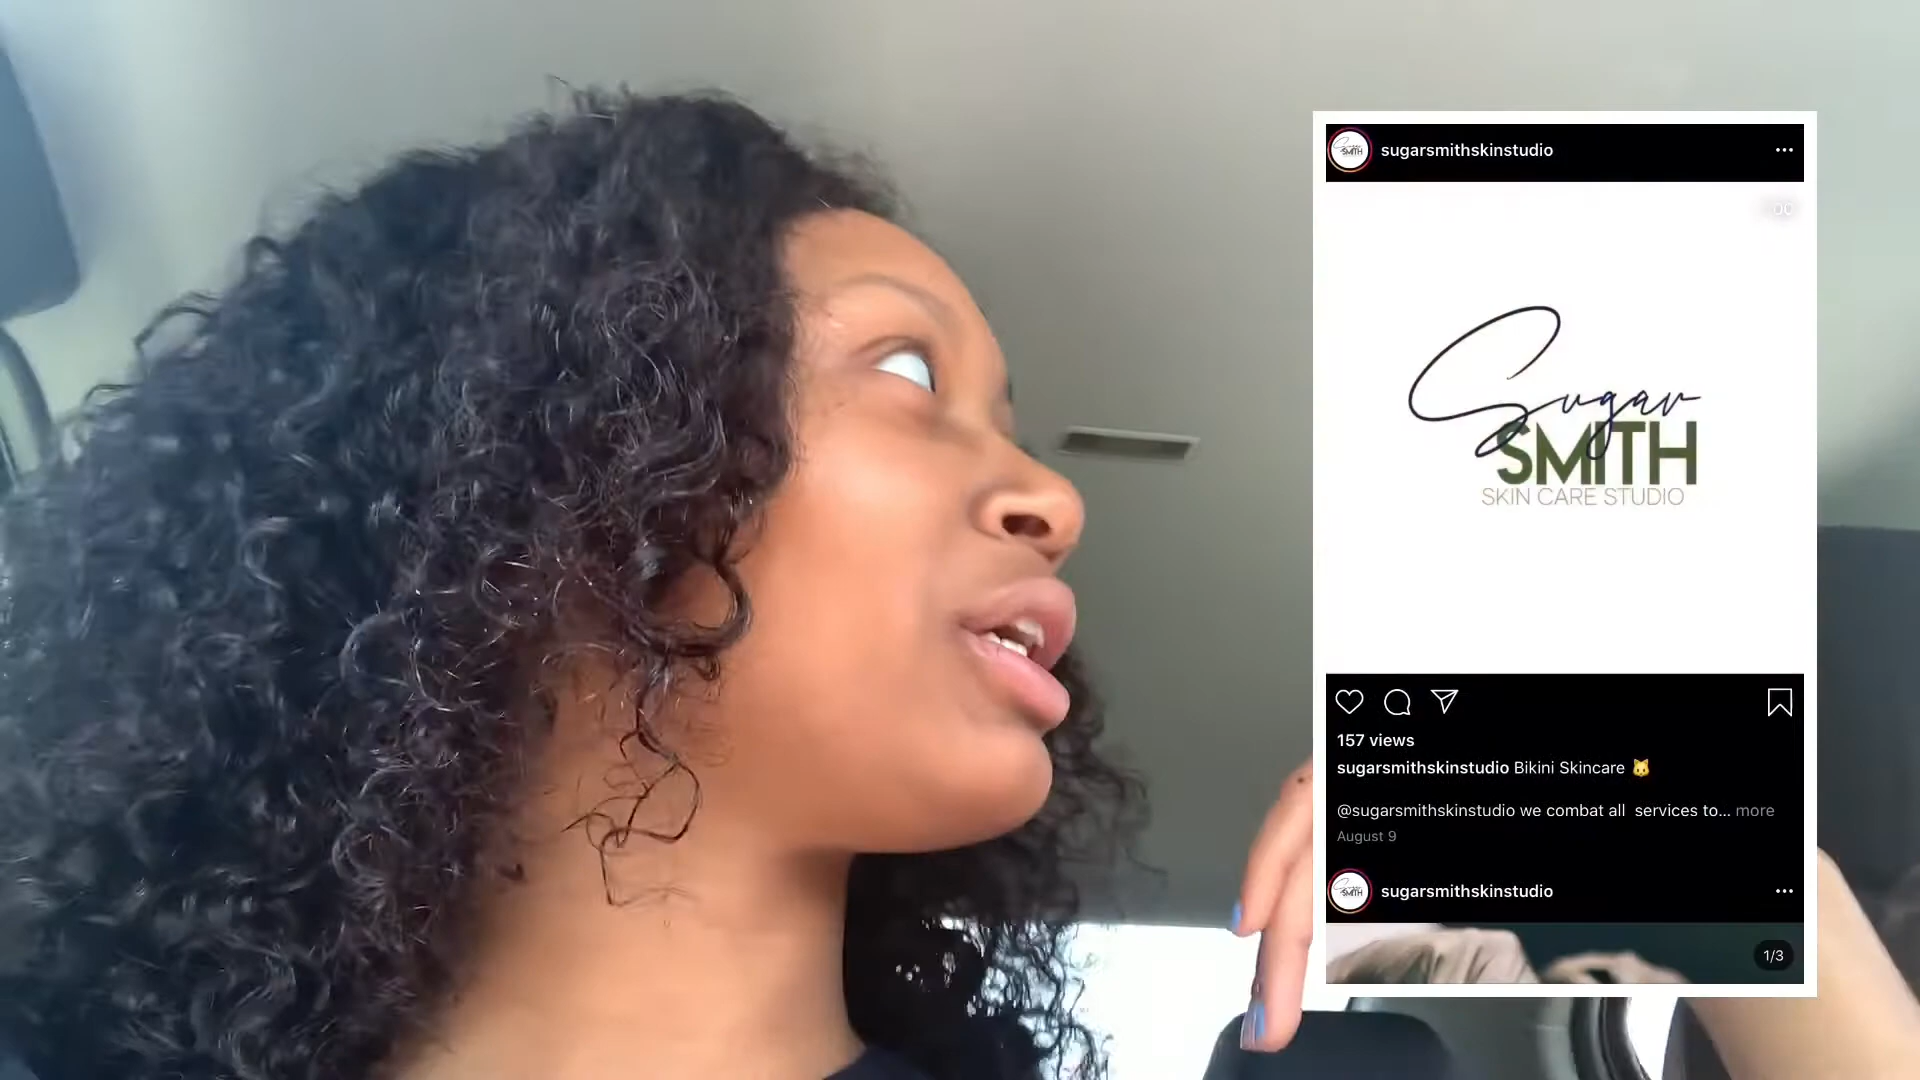 sugarsmithskinstudio
Sugar
SMITH
SKIN CARE STUDIO
157 views
sugarsmithskinstudio Bikini Skincare 🐱
@sugarsmithskinstudio we combat all services to... more
August 9
sugarsmithskinstudio
1/3